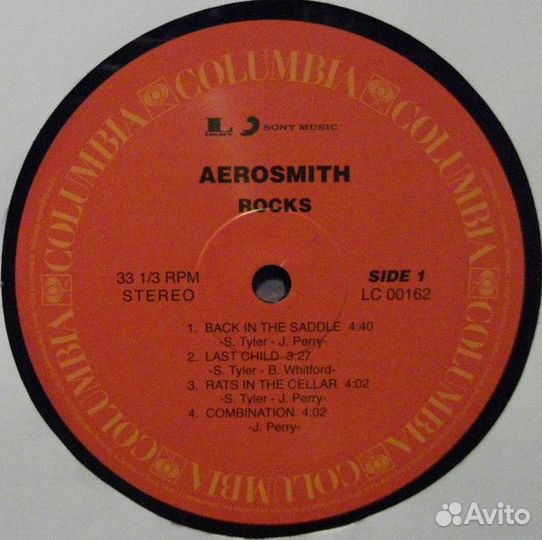 COLUMBIA COLUMBIA COLUMBIA COLUMBIA COLUMBIA COLUMBIA COLUMBIA
L SONY MUSIC
LEGACY
AEROSMITH
ROCKS
33 1/3 RPM SIDE 1
STEREO LC 00162
1. BACK IN THE SADDLE 4:40
-S. Tyler - J. Perry-
2. LAST CHILD 3:27
-S. Tyler - B. Whitford-
3. RATS IN THE CELLAR 4:02
-S. Tyler - J. Perry-
4. COMBINATION 4:02
-J. Perry-
Avito